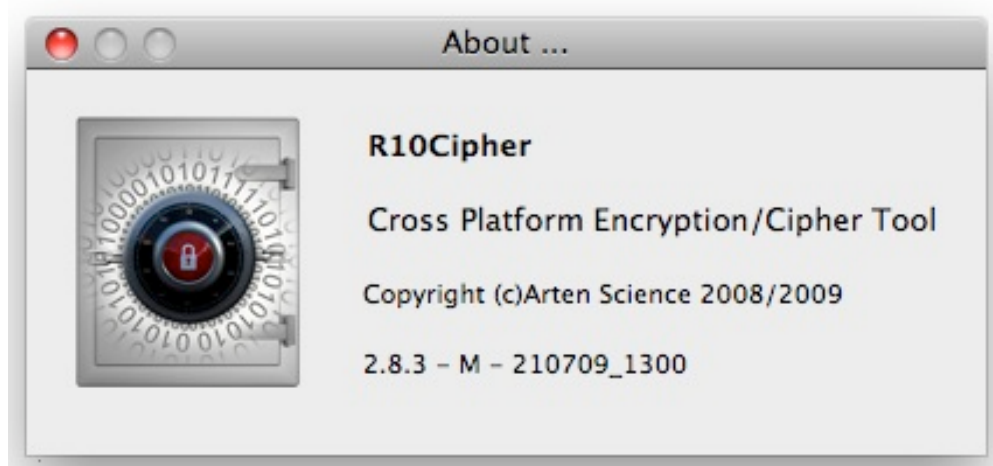 About ...
R10Cipher
Cross Platform Encryption/Cipher Tool
Copyright (c)Arten Science 2008/2009
2.8.3 – M – 210709_1300